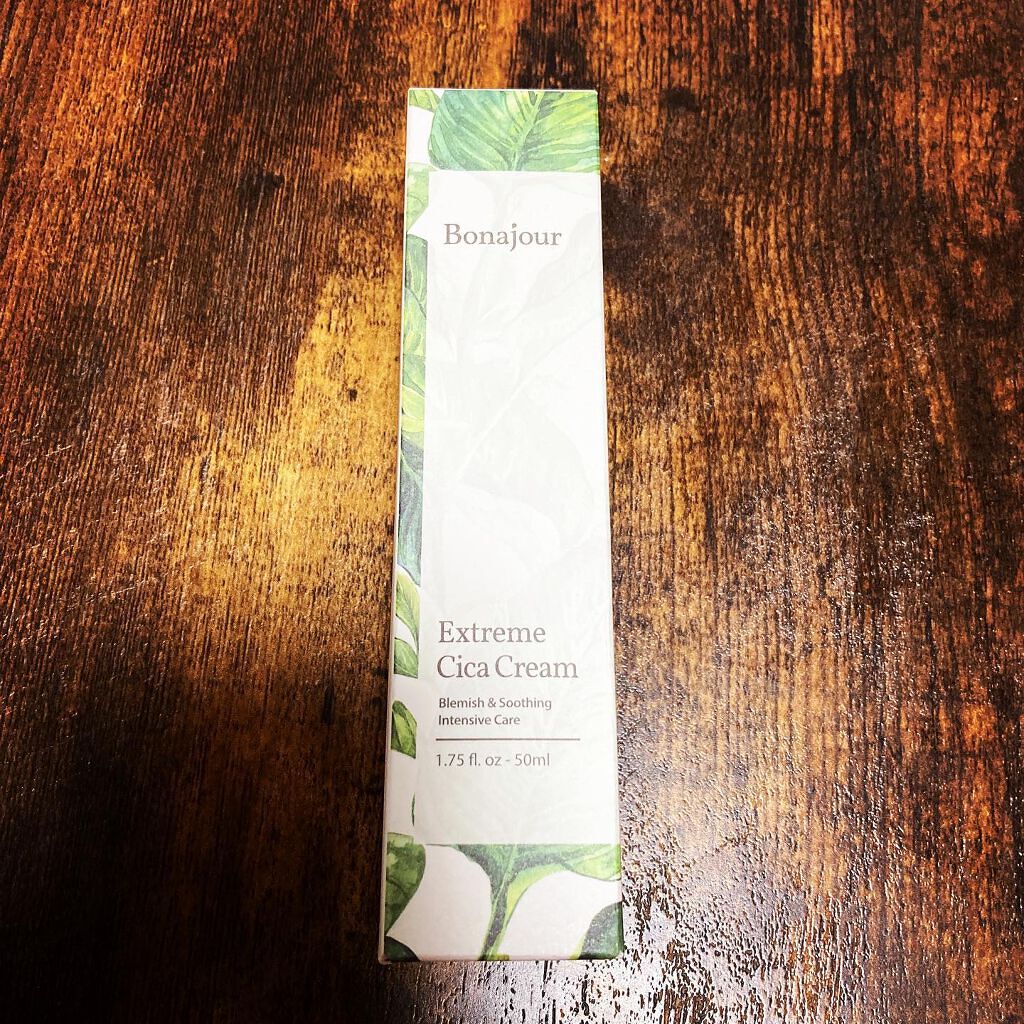 Bonajour
Extreme
Cica Cream
Blemish & Soothing
Intensive Care
1.75 fl. oz - 50ml